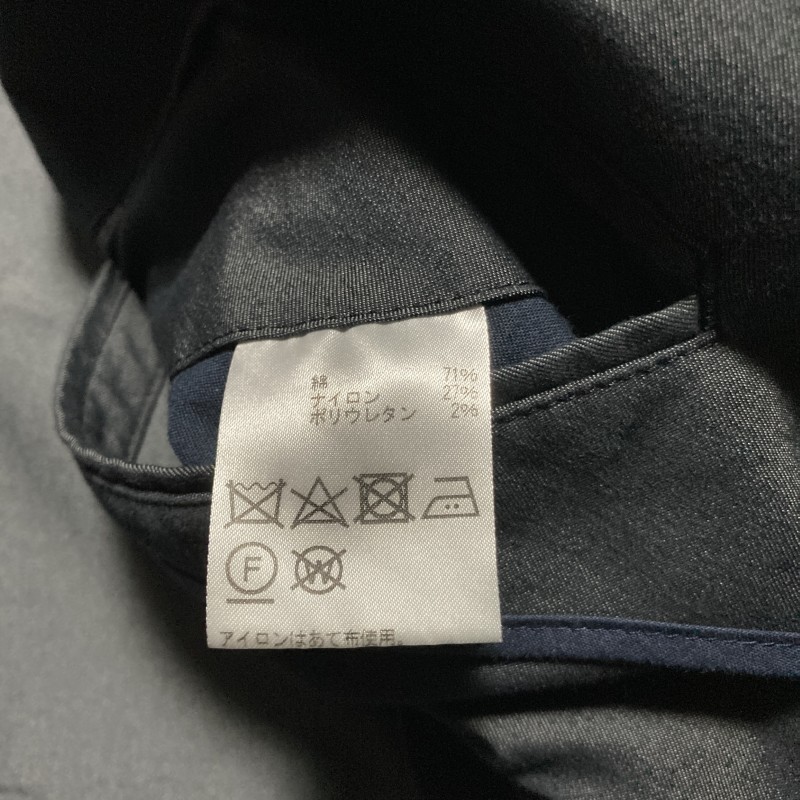 綿 71%
ナイロン 27%
ポリウレタン 2%
F W
アイロンはあて布使用。